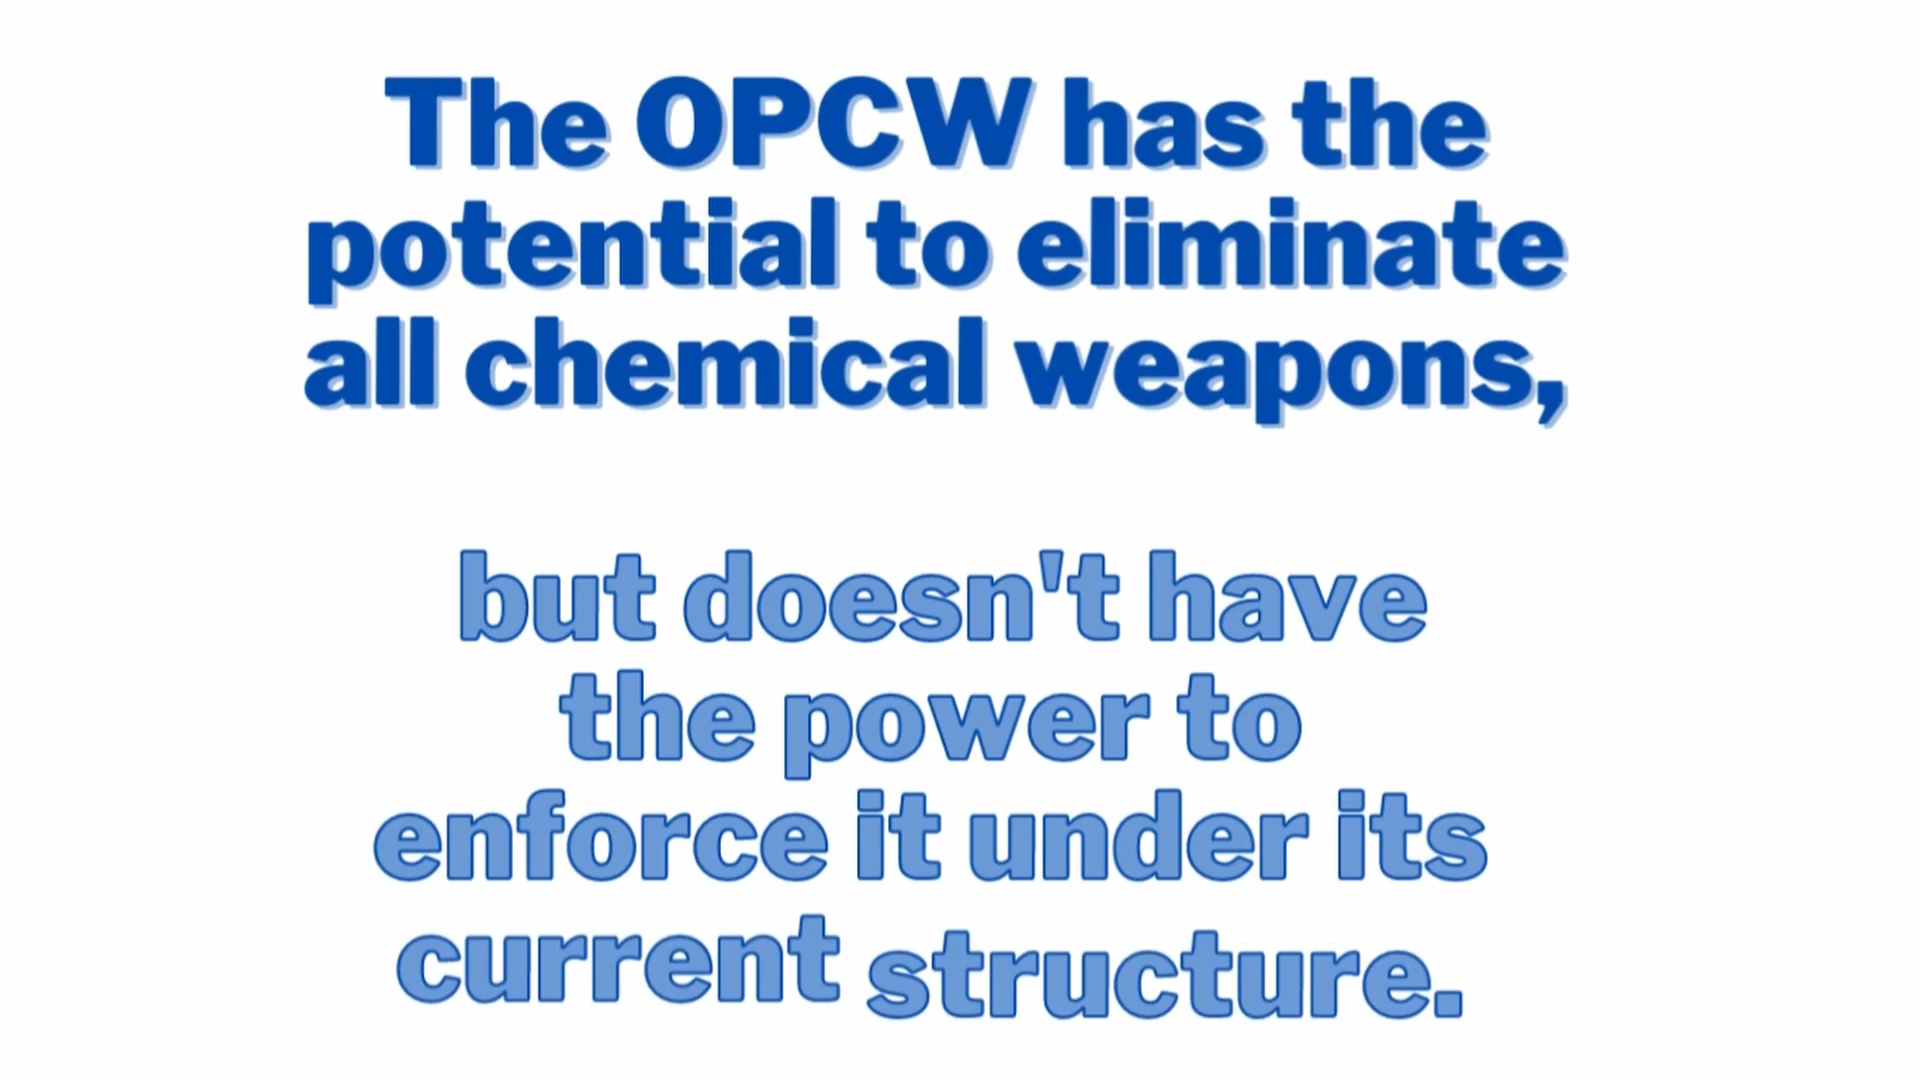 The OPCW has the
potential to eliminate
all chemical weapons,
but doesn't have
the power to
enforce it under its
current structure.